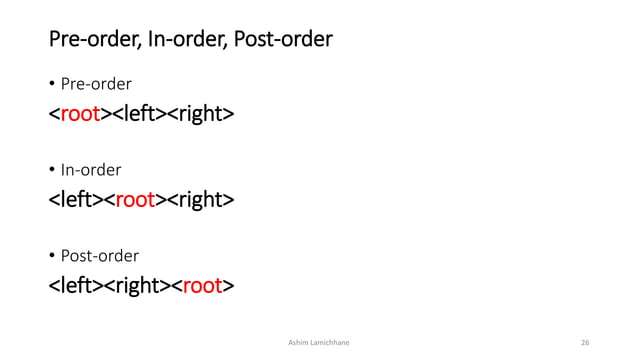 Pre-order, In-order, Post-order
• Pre-order
<root><left><right>
• In-order
<left><root><right>
• Post-order
<left><right><root>
Ashim Lamichhane
26